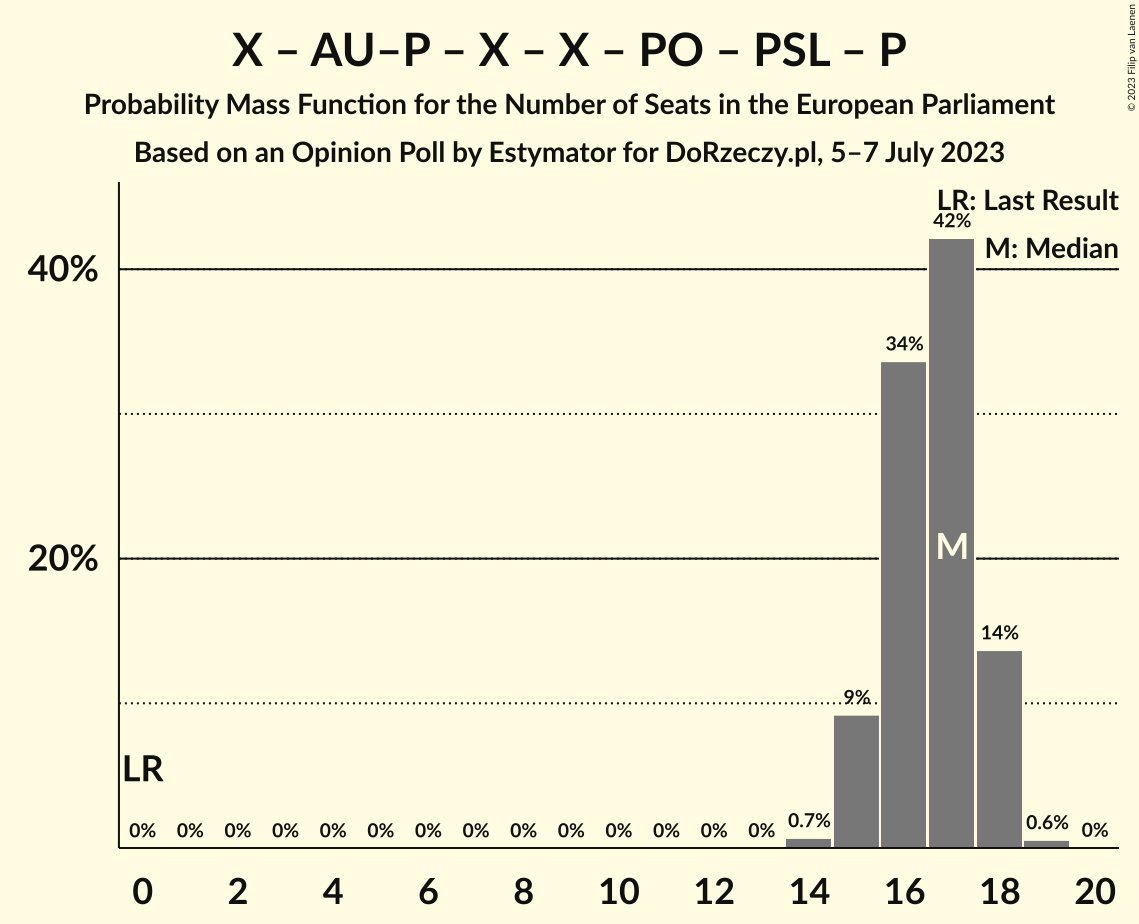 X – AU–P – X – X – PO – PSL – P
Probability Mass Function for the Number of Seats in the European Parliament
Based on an Opinion Poll by Estymator for DoRzeczy.pl, 5–7 July 2023
© 2023 Filip van Laenen
LR: Last Result
M: Median
42%
40%
34%
20%
M
14%
9%
LR
0% 0% 0% 0% 0% 0% 0% 0% 0% 0% 0% 0% 0% 0% 0.7% 0.6% 0%
0 2 4 6 8 10 12 14 16 18 20